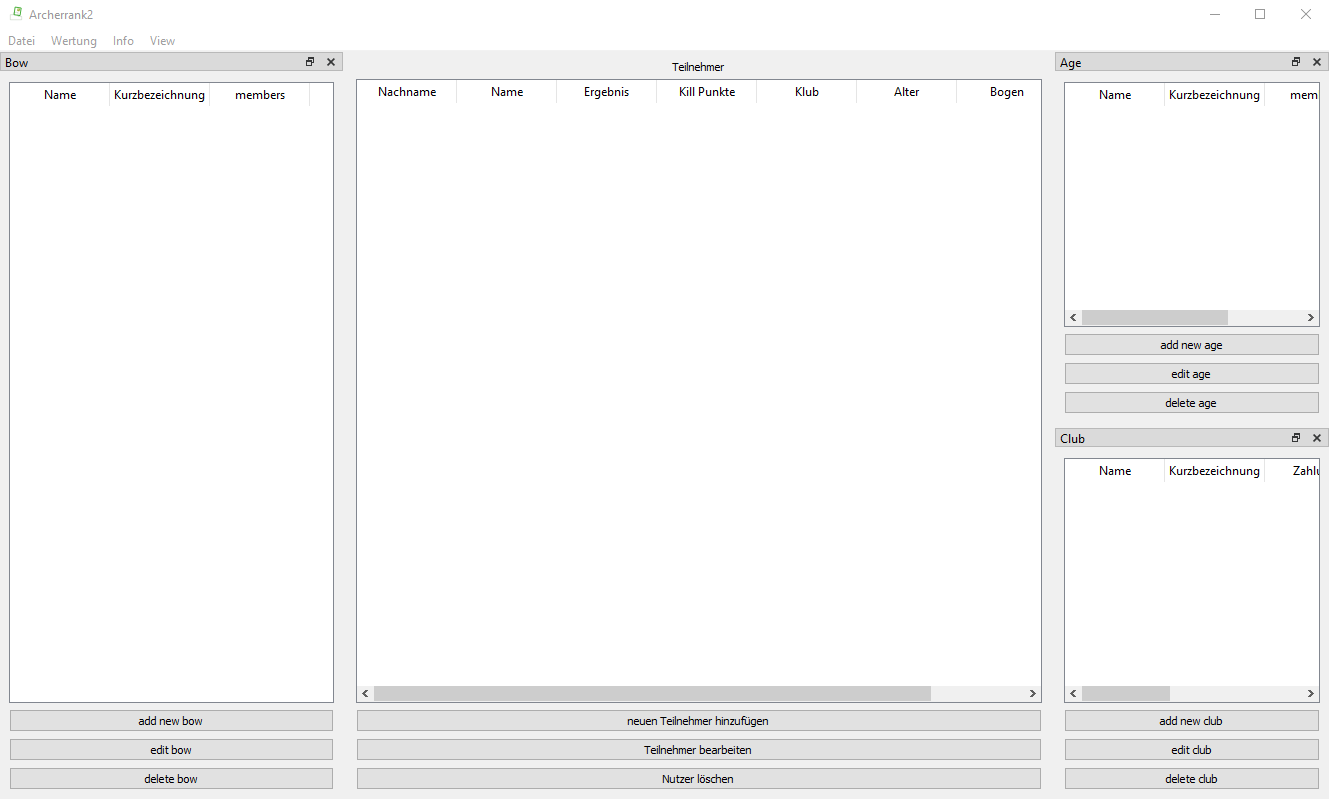 Archerrank2
Datei Wertung Info View
Bow
Name Kurzbezeichnung members
add new bow
edit bow
delete bow
Teilnehmer
Nachname Name Ergebnis Kill Punkte Klub Alter Bogen
neuen Teilnehmer hinzufügen
Teilnehmer bearbeiten
Nutzer löschen
Age
Name Kurzbezeichnung mem
add new age
edit age
delete age
Club
Name Kurzbezeichnung Zahlu
add new club
edit club
delete club